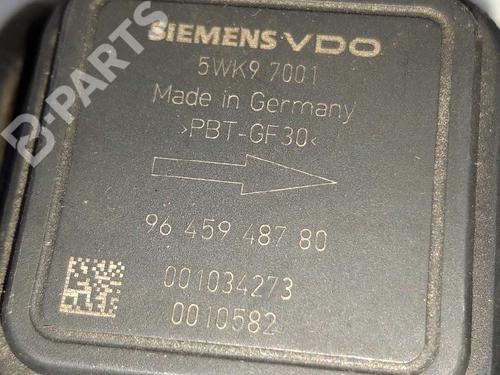 SIEMENS VDO
5WK9 7001
Made in Germany
>PBT-GF30<
96 459 487 80
001034273
0010582
B-PARTS